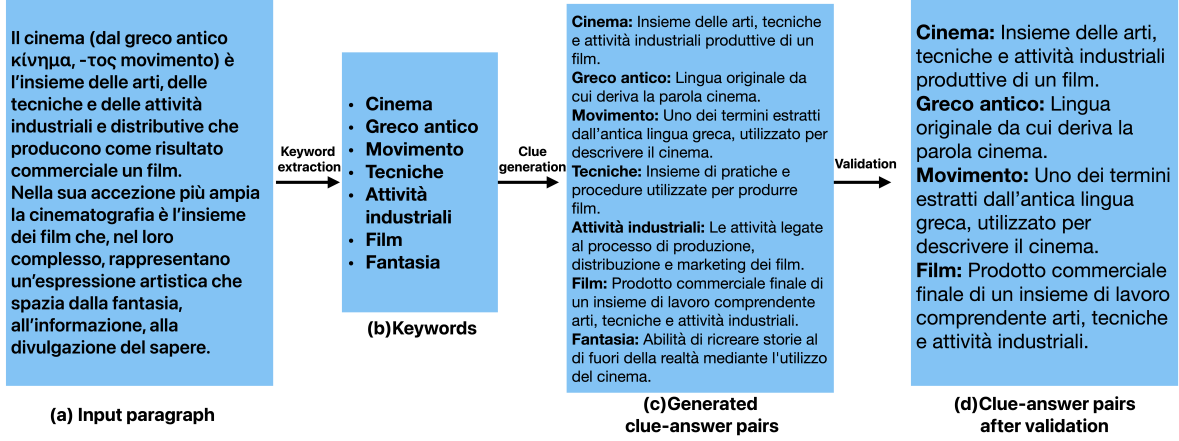 Il cinema (dal greco antico
κίνημα, -τος movimento) è
l'insieme delle arti, delle
tecniche e delle attività
industriali e distributive che
producono come risultato
commerciale un film.
Nella sua accezione più ampia
la cinematografia è l'insieme
dei film che, nel loro
complesso, rappresentano
un'espressione artistica che
spazia dalla fantasia,
all'informazione, alla
divulgazione del sapere.
(a) Input paragraph
Keyword
extraction
• Cinema
• Greco antico
• Movimento
• Tecniche
• Attività
industriali
• Film
• Fantasia
(b)Keywords
Clue
generation
Cinema: Insieme delle arti, tecniche
e attività industriali produttive di un
film.
Greco antico: Lingua originale da
cui deriva la parola cinema.
Movimento: Uno dei termini estratti
dall'antica lingua greca, utilizzato per
descrivere il cinema.
Tecniche: Insieme di pratiche e
procedure utilizzate per produrre
film.
Attività industriali: Le attività legate
al processo di produzione,
distribuzione e marketing dei film.
Film: Prodotto commerciale finale di
un insieme di lavoro comprendente
arti, tecniche e attività industriali.
Fantasia: Abilità di ricreare storie al
di fuori della realtà mediante l'utilizzo
del cinema.
(c)Generated
clue-answer pairs
Validation
Cinema: Insieme delle arti,
tecniche e attività industriali
produttive di un film.
Greco antico: Lingua
originale da cui deriva la
parola cinema.
Movimento: Uno dei termini
estratti dall'antica lingua
greca, utilizzato per
descrivere il cinema.
Film: Prodotto commerciale
finale di un insieme di lavoro
comprendente arti, tecniche
e attività industriali.
(d)Clue-answer pairs
after validation